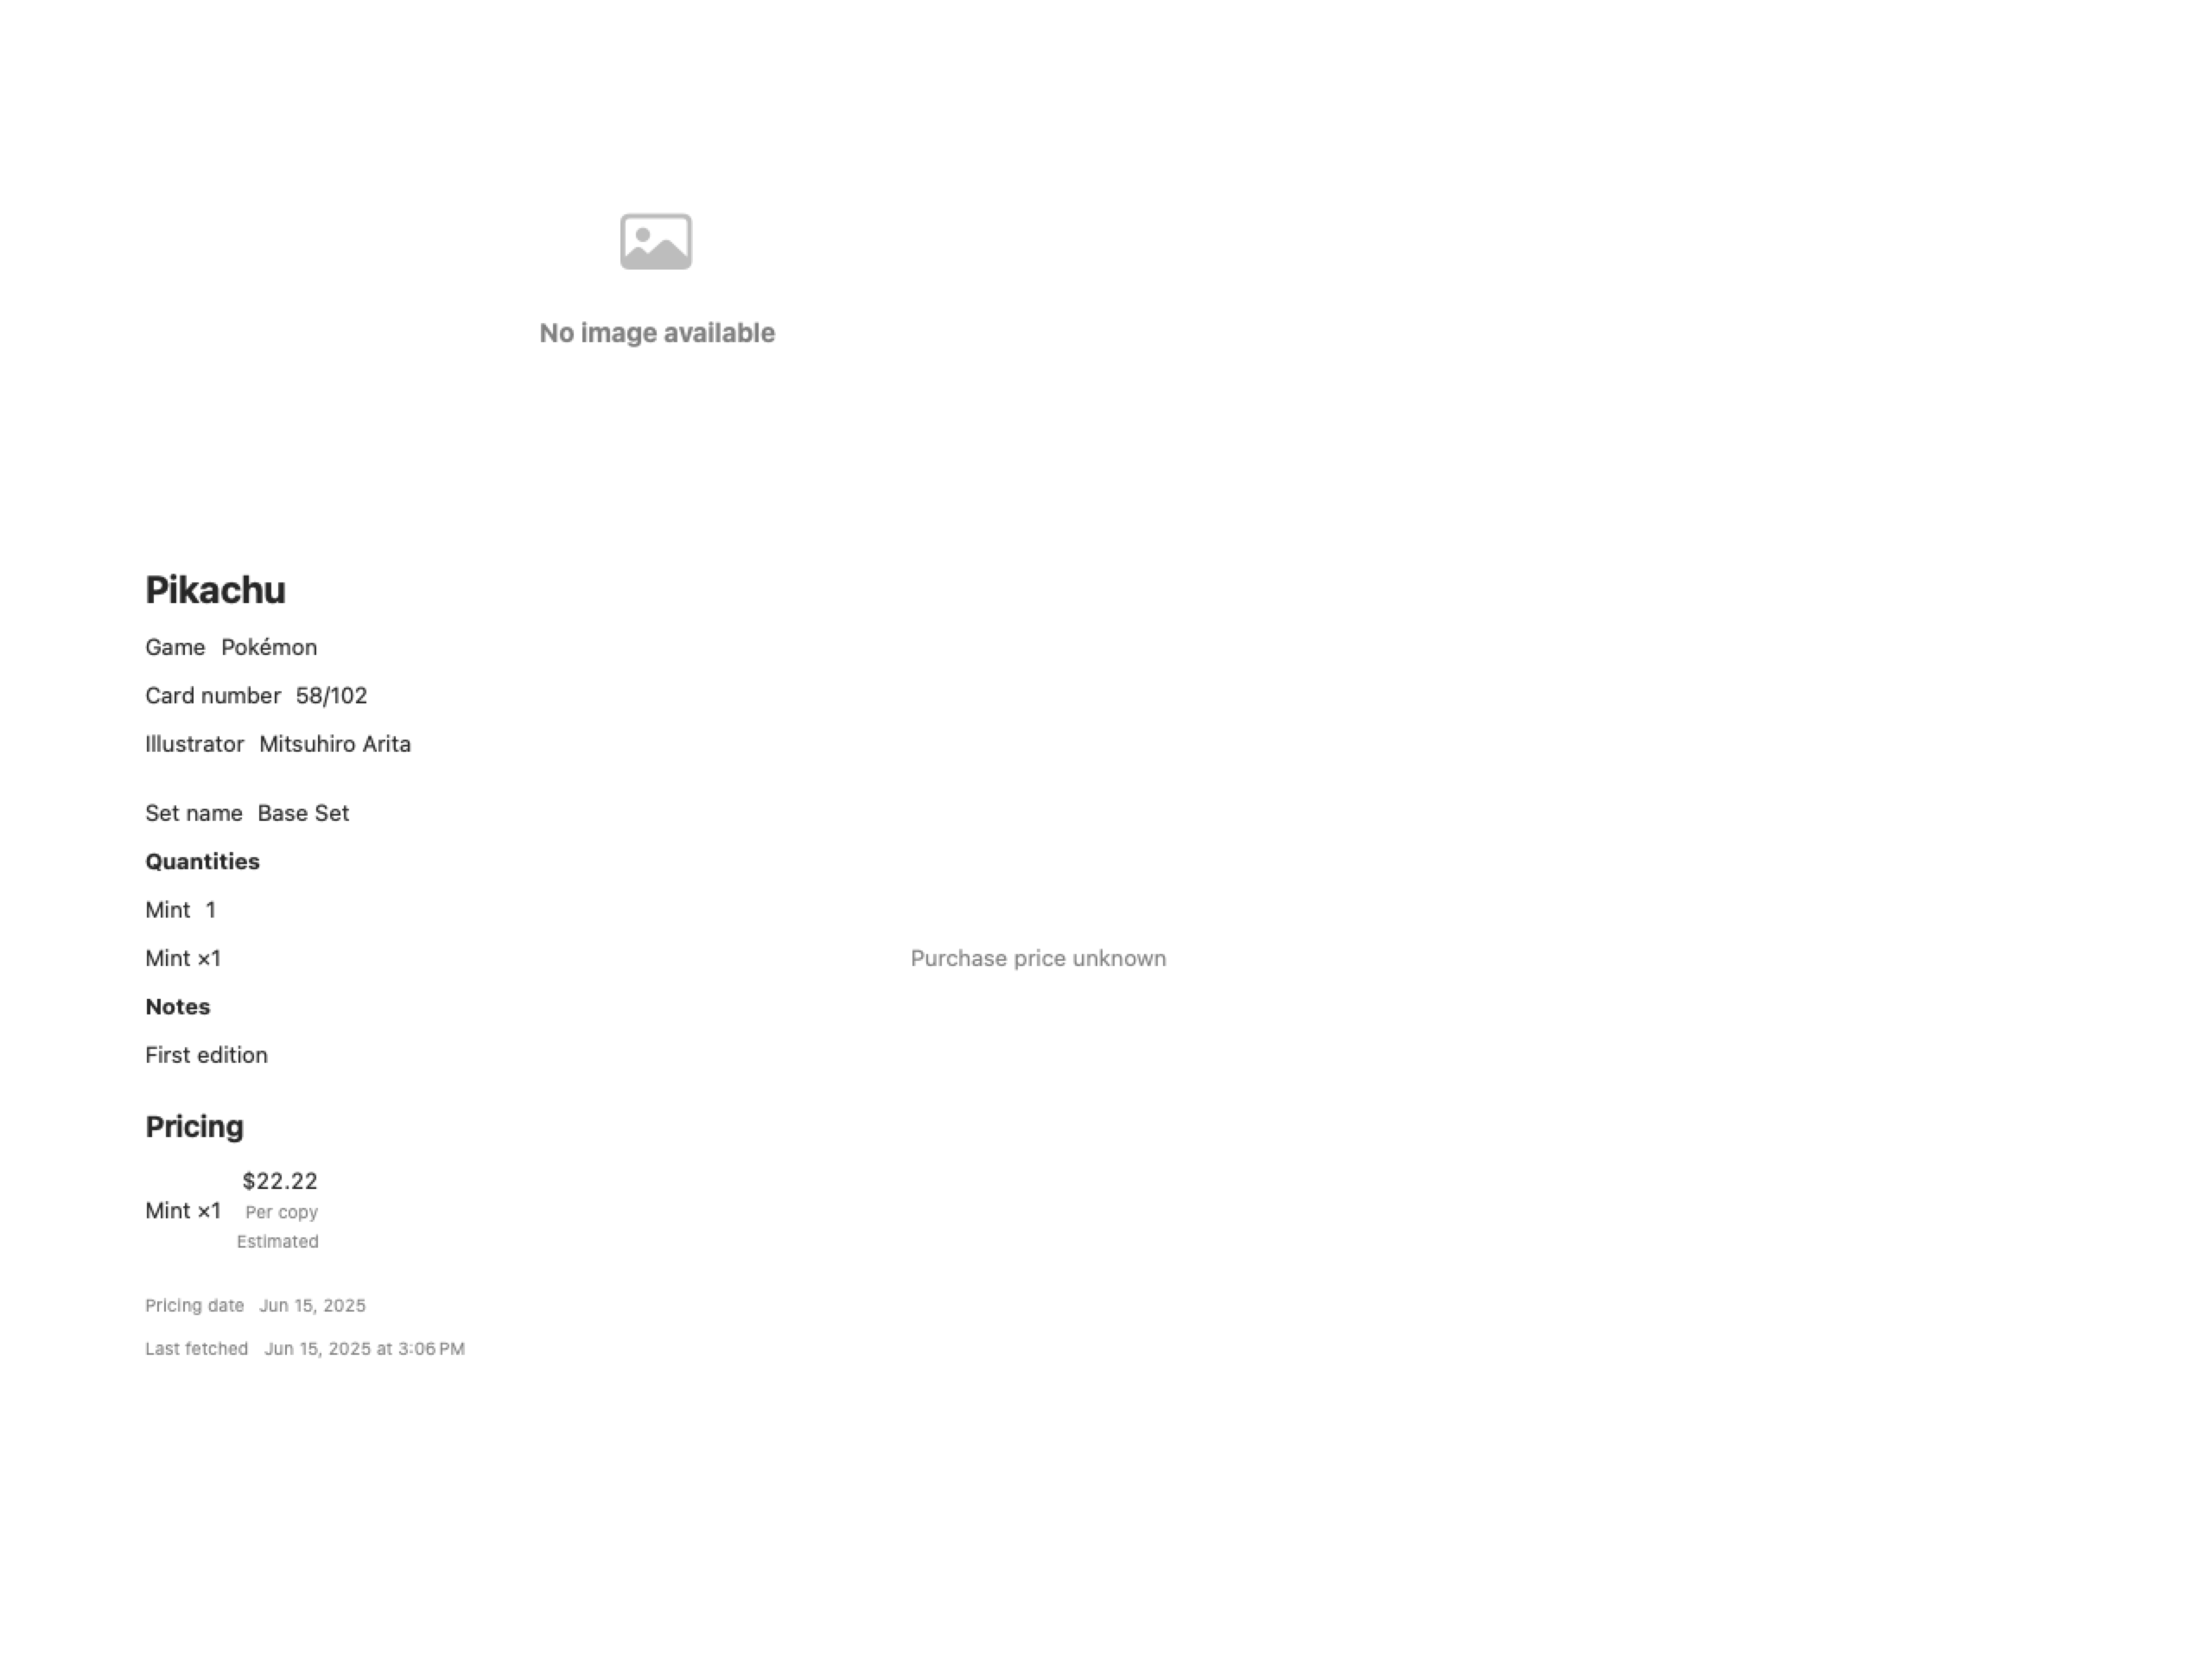 No image available
Pikachu
Game Pokémon
Card number 58/102
Illustrator Mitsuhiro Arita
Set name Base Set
Quantities
Mint 1
Mint ×1 Purchase price unknown
Notes
First edition
Pricing
$22.22
Mint ×1 Per copy
Estimated
Pricing date Jun 15, 2025
Last fetched Jun 15, 2025 at 3:06 PM